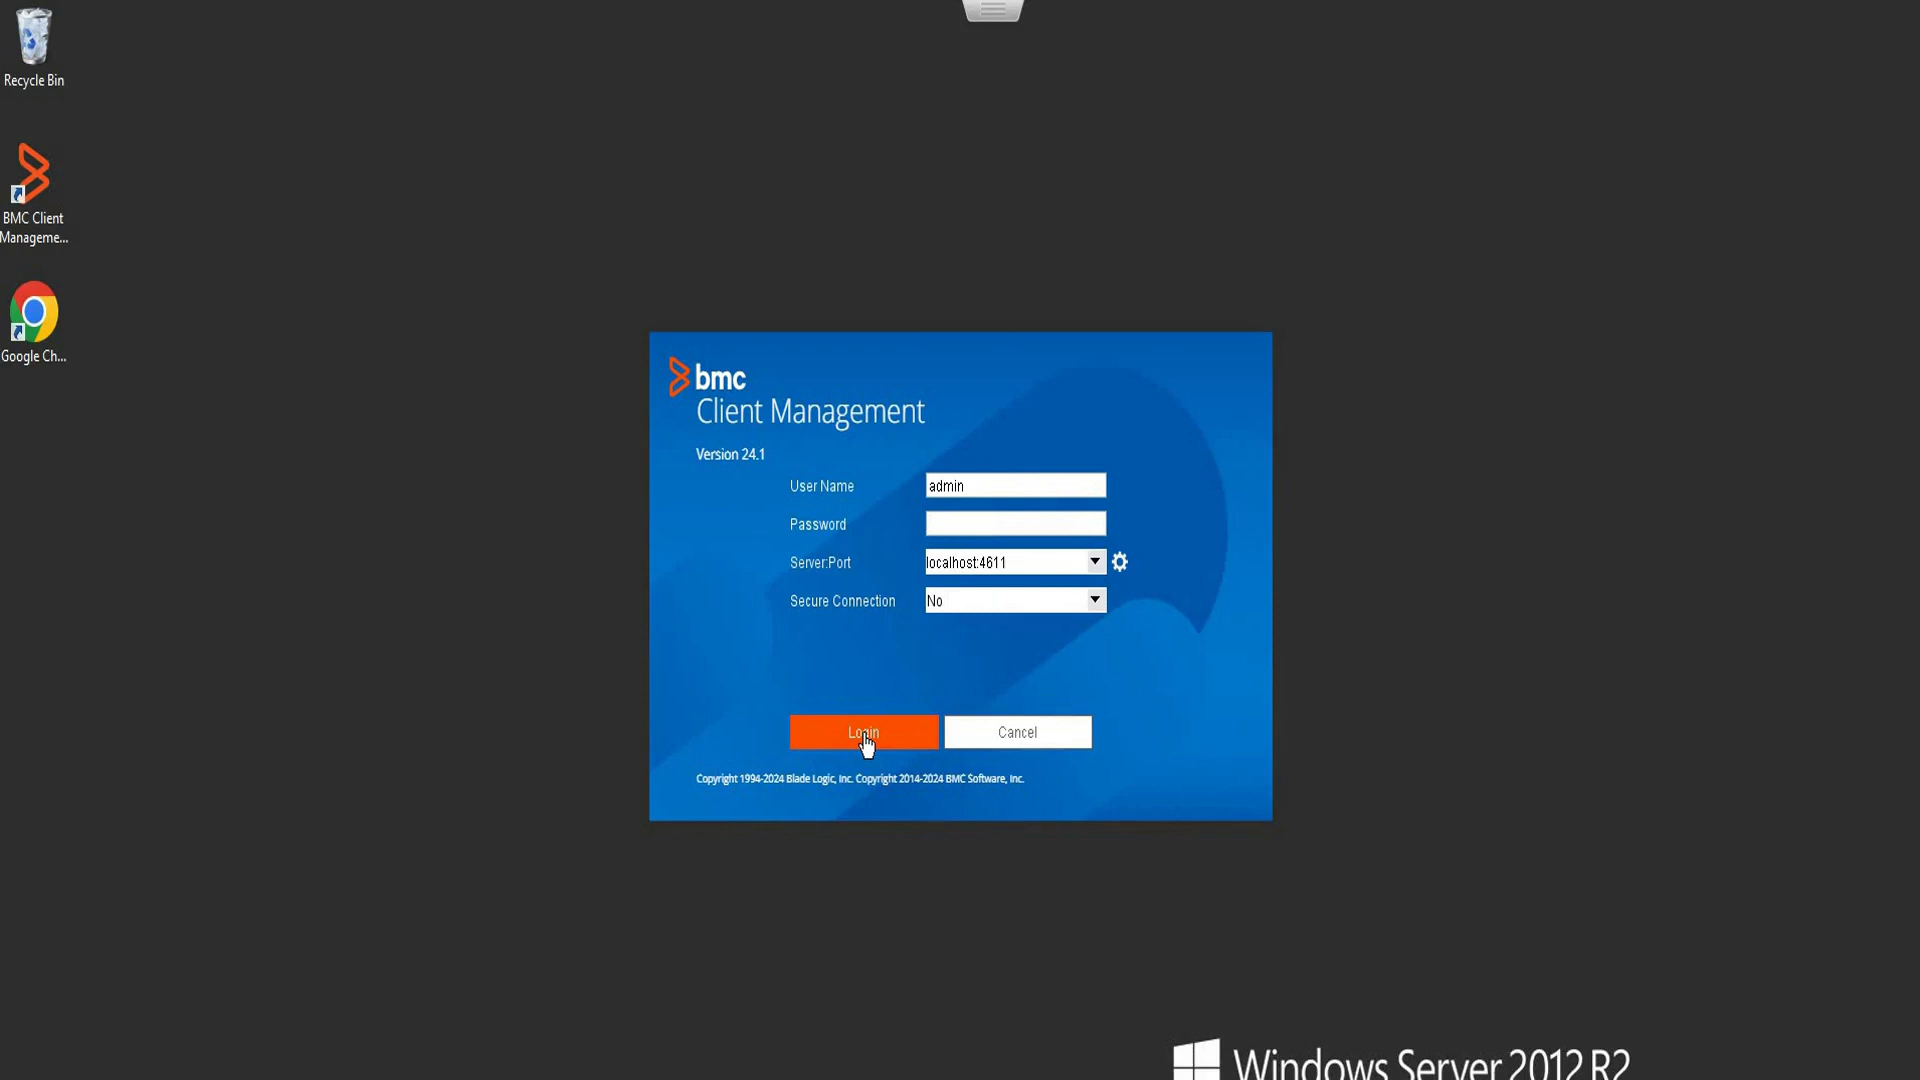 Recycle Bin
BMC Client
Manageme...
Google Ch...
bmc
Client Management
Version 24.1
User Name admin
Password
Server:Port localhost:4611
Secure Connection No
Login Cancel
Copyright 1994-2024 Blade Logic, Inc. Copyright 2014-2024 BMC Software, Inc.
Windows Server 2012 R2